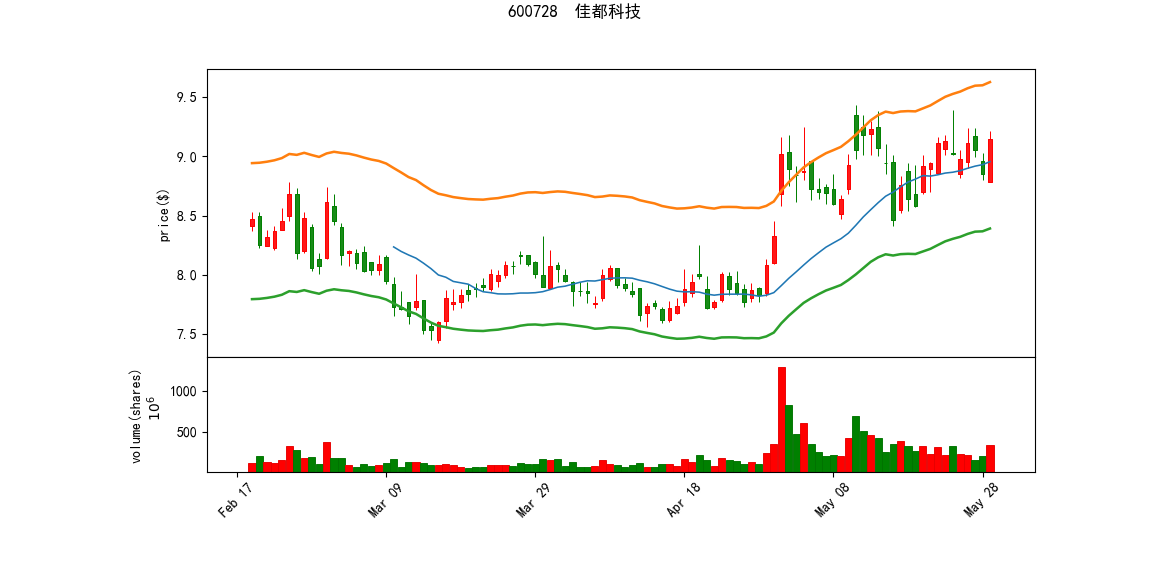 600728 佳都科技
price($)
9.5
9.0
8.5
8.0
7.5
volume(shares)
10^6
1000
500
Feb 17
Mar 09
Mar 29
Apr 18
May 08
May 28